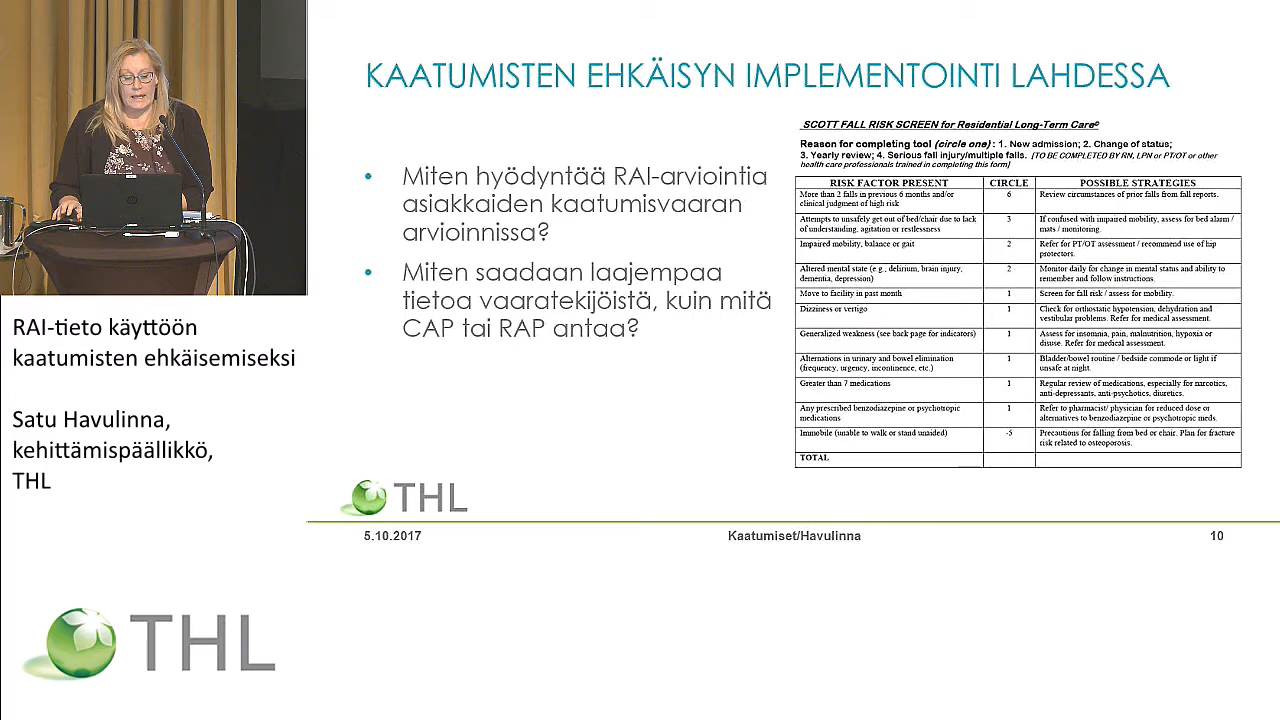 KAATUMISTEN EHKÄISYN IMPLEMENTOINTI LAHDESSA
• Miten hyödyntää RAI-arviointia
asiakkaiden kaatumisvaaran
arvioinnissa?
• Miten saadaan laajempaa
tietoa vaaratekijöistä, kuin mitä
CAP tai RAP antaa?
SCOTT FALL RISK SCREEN for Residential Long-Term Care©
Reason for completing tool (circle one) : 1. New admission; 2. Change of status;
3. Yearly review; 4. Serious fall injury/multiple falls. [TO BE COMPLETED BY RN, LPN or PT/OT or other
health care professionals trained in completing this form]
RISK FACTOR PRESENT CIRCLE POSSIBLE STRATEGIES
More than 2 falls in previous 6 months and/or
clinical judgment of high risk
6
Review circumstances of prior falls from fall reports.
Attempts to unsafely get out of bed/chair due to lack
of understanding, agitation or restlessness
3
If confused with impaired mobility, assess for bed alarm /
mats / monitoring.
Impaired mobility, balance or gait
2
Refer for PT/OT assessment / recommend use of hip
protectors.
Altered mental state (e.g., delirium, brain injury,
dementia, depression)
2
Monitor daily for change in mental status and ability to
remember and follow instructions.
Move to facility in past month
1
Screen for fall risk / assess for mobility.
Dizziness or vertigo
1
Check for orthostatic hypotension, dehydration and
vestibular problems. Refer for medical assessment.
Generalized weakness (see back page for indicators)
1
Assess for insomnia, pain, malnutrition, hypoxia or
disuse. Refer for medical assessment.
Alternations in urinary and bowel elimination
(frequency, urgency, incontinence, etc.)
1
Bladder/bowel routine / bedside commode or light if
unsafe at night.
Greater than 7 medications
1
Regular review of medications, especially for narcotics,
anti-depressants, anti-psychotics, diuretics.
Any prescribed benzodiazepine or psychotropic
medications
1
Refer to pharmacist/ physician for reduced dose or
alternatives to benzodiazepine or psychotropic meds.
Immobile (unable to walk or stand unaided)
-5
Precautions for falling from bed or chair. Plan for fracture
risk related to osteoporosis.
TOTAL
THL
5.10.2017 Kaatumiset/Havulinna 10
RAI-tieto käyttöön
kaatumisten ehkäisemiseksi
Satu Havulinna,
kehittämispäällikkö,
THL
THL